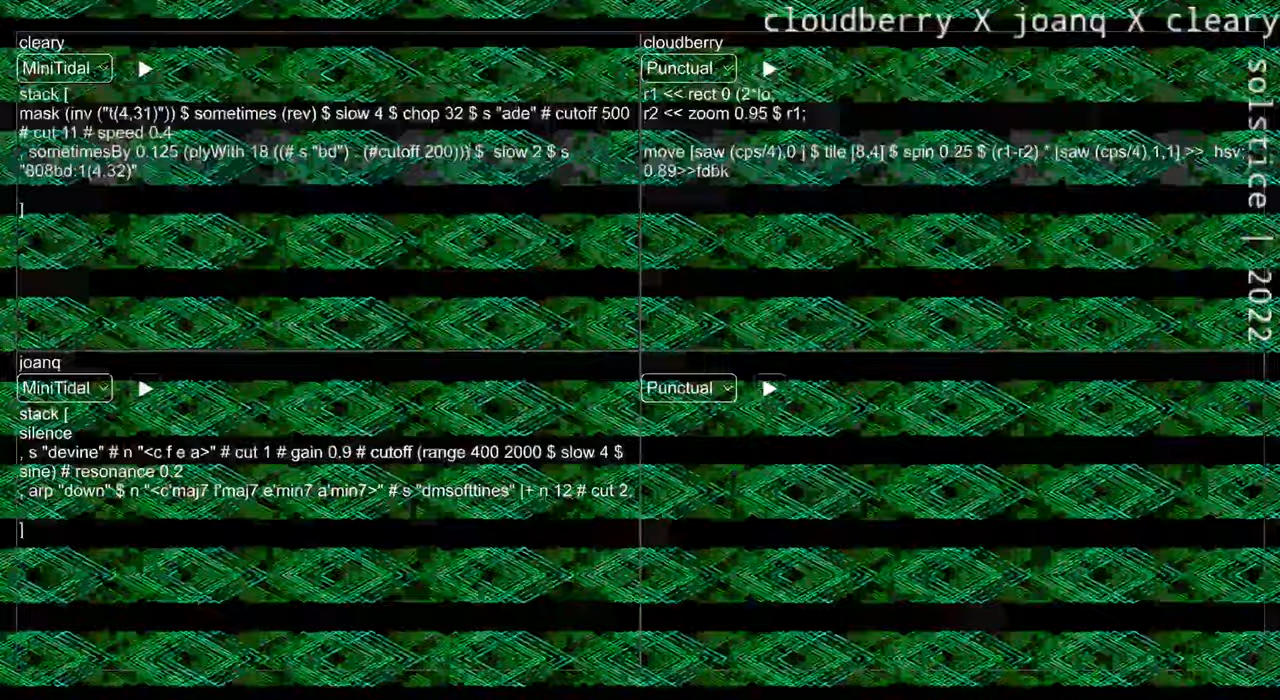 cloudberry X joanq X cleary
solstice | 2022
cleary
MiniTidal
stack [
mask (inv ("t(4,31)")) $ sometimes (rev) $ slow 4 $ chop 32 $ s "ade" # cutoff 500
# cut 11 # speed 0.4
, sometimesBy 0.125 (plyWith 18 ((# s "bd") . (#cutoff 200))) $ slow 2 $ s
"808bd:1(4,32)"
]
cloudberry
Punctual
r1 << rect 0 (2*lo;
r2 << zoom 0.95 $ r1;
move [saw (cps/4),0 ] $ tile [8,4] $ spin 0.25 $ (r1-r2) * [saw (cps/4),1,1] >> hsv;
0.89>>fdbk
joanq
MiniTidal
stack [
silence
, s "devine" # n "<c f e a>" # cut 1 # gain 0.9 # cutoff (range 400 2000 $ slow 4 $
sine) # resonance 0.2
, arp "down" $ n "<c'maj7 f'maj7 e'min7 a'min7>" # s "dmsofttines" |+ n 12 # cut 2
]
Punctual